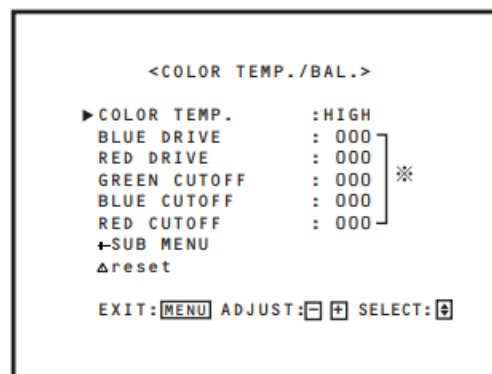 <COLOR TEMP./BAL.>
▶COLOR TEMP. :HIGH
BLUE DRIVE : 000
RED DRIVE : 000
GREEN CUTOFF : 000 ※
BLUE CUTOFF : 000
RED CUTOFF : 000
←SUB MENU
△reset
EXIT:MENU ADJUST:- + SELECT:♦